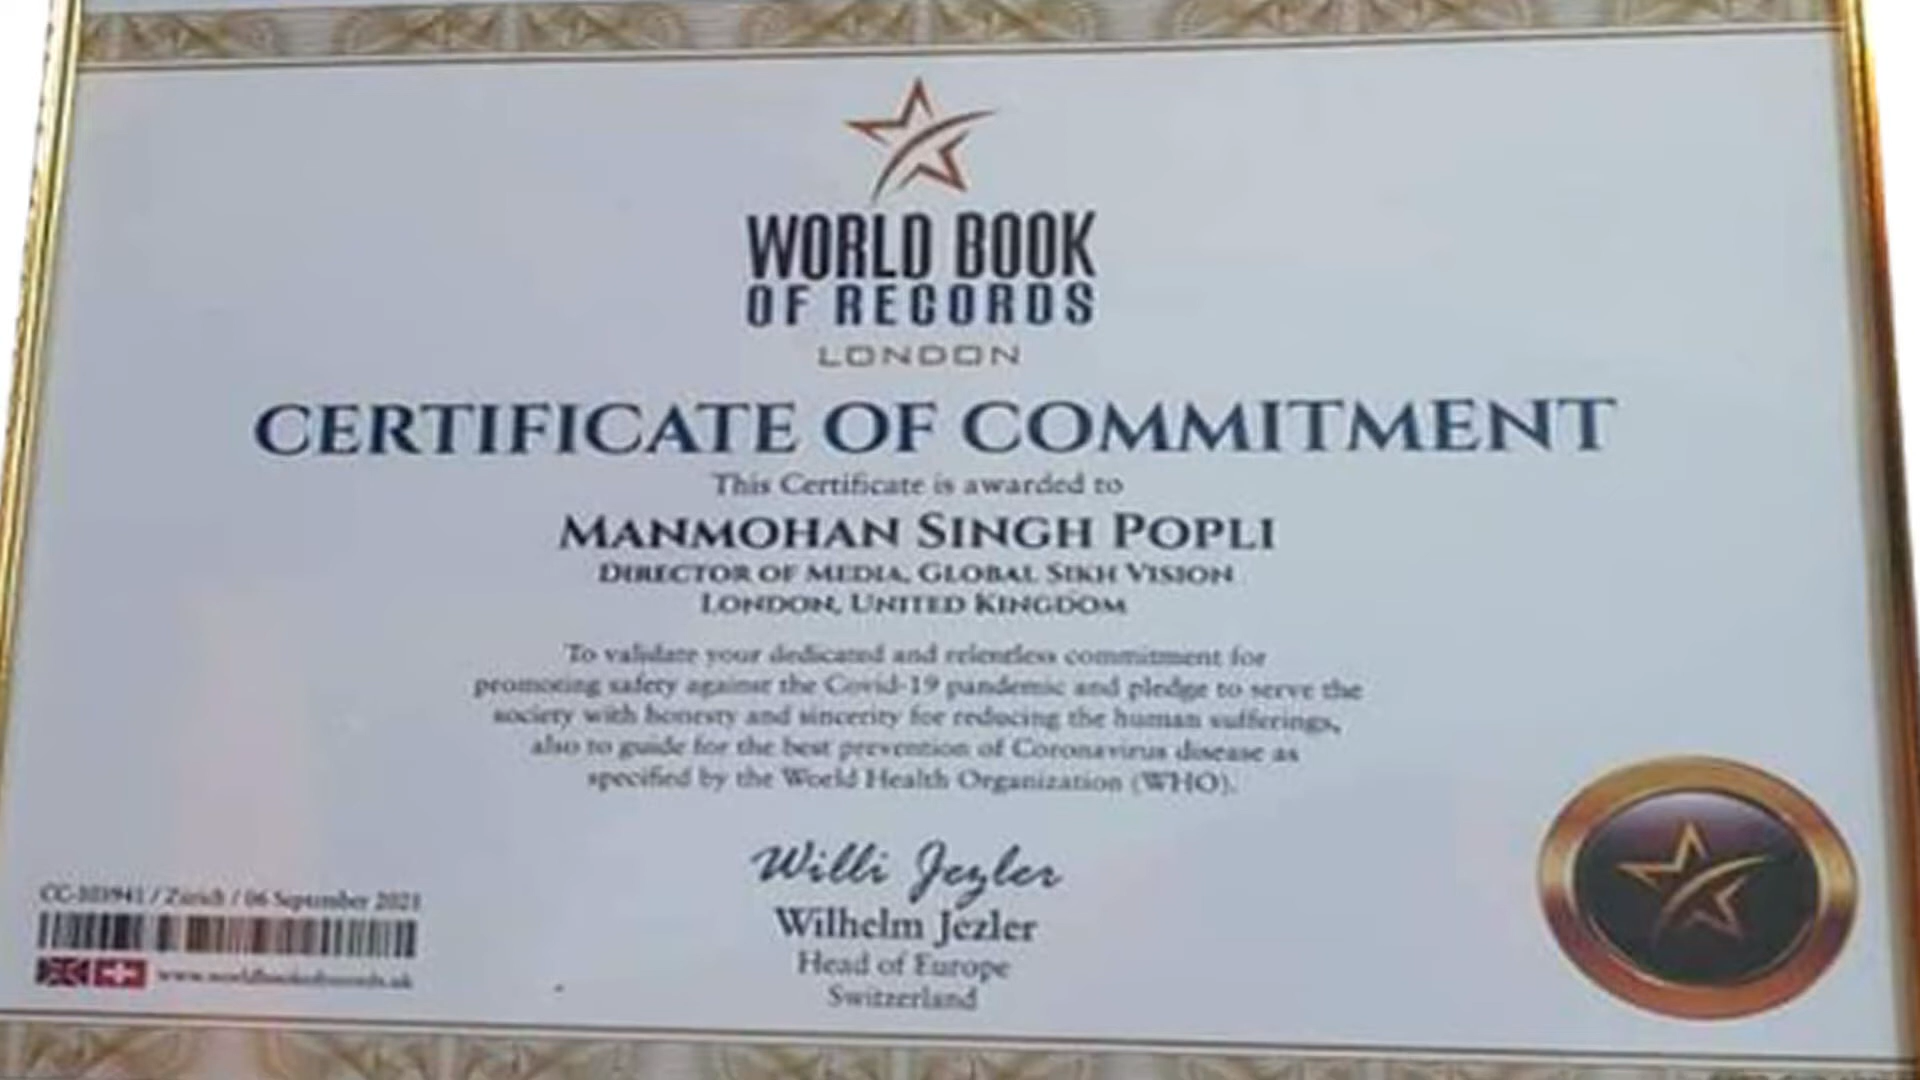 WORLD BOOK
OF RECORDS
LONDON
CERTIFICATE OF COMMITMENT
This Certificate is awarded to
MANMOHAN SINGH POPLI
DIRECTOR OF MEDIA, GLOBAL SIKH VISION
LONDON, UNITED KINGDOM
To validate your dedicated and relentless commitment for
promoting safety against the Covid-19 pandemic and pledge to serve the
society with honesty and sincerity for reducing the human sufferings,
also to guide for the best prevention of Coronavirus disease as
specified by the World Health Organization (WHO).
Willi Jezler
Wilhelm Jezler
Head of Europe
Switzerland
/ Zurich / 06 September 2021
www.worldbookofrecords.uk